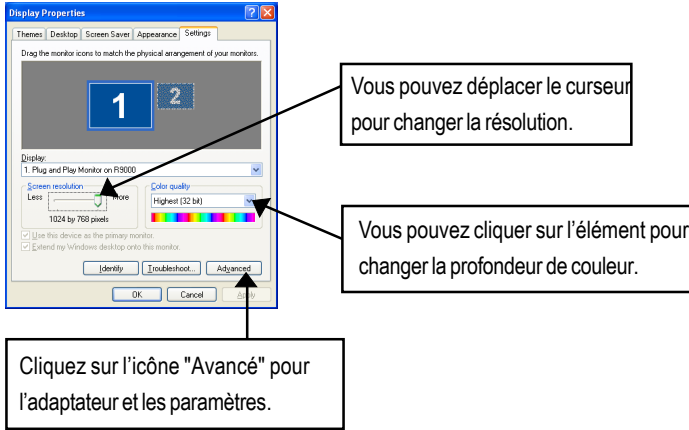 Display Properties
Themes Desktop Screen Saver Appearance Settings
Drag the monitor icons to match the physical arrangement of your monitors.
1 2
Display:
1. Plug and Play Monitor on R9000
Screen resolution
Less More
1024 by 768 pixels
Color quality
Highest (32 bit)
Use this device as the primary monitor.
Extend my Windows desktop onto this monitor.
Identify Troubleshoot... Advanced
OK Cancel Apply
Vous pouvez déplacer le curseur
pour changer la résolution.
Vous pouvez cliquer sur l'élément pour
changer la profondeur de couleur.
Cliquez sur l'icône "Avancé" pour
l'adaptateur et les paramètres.